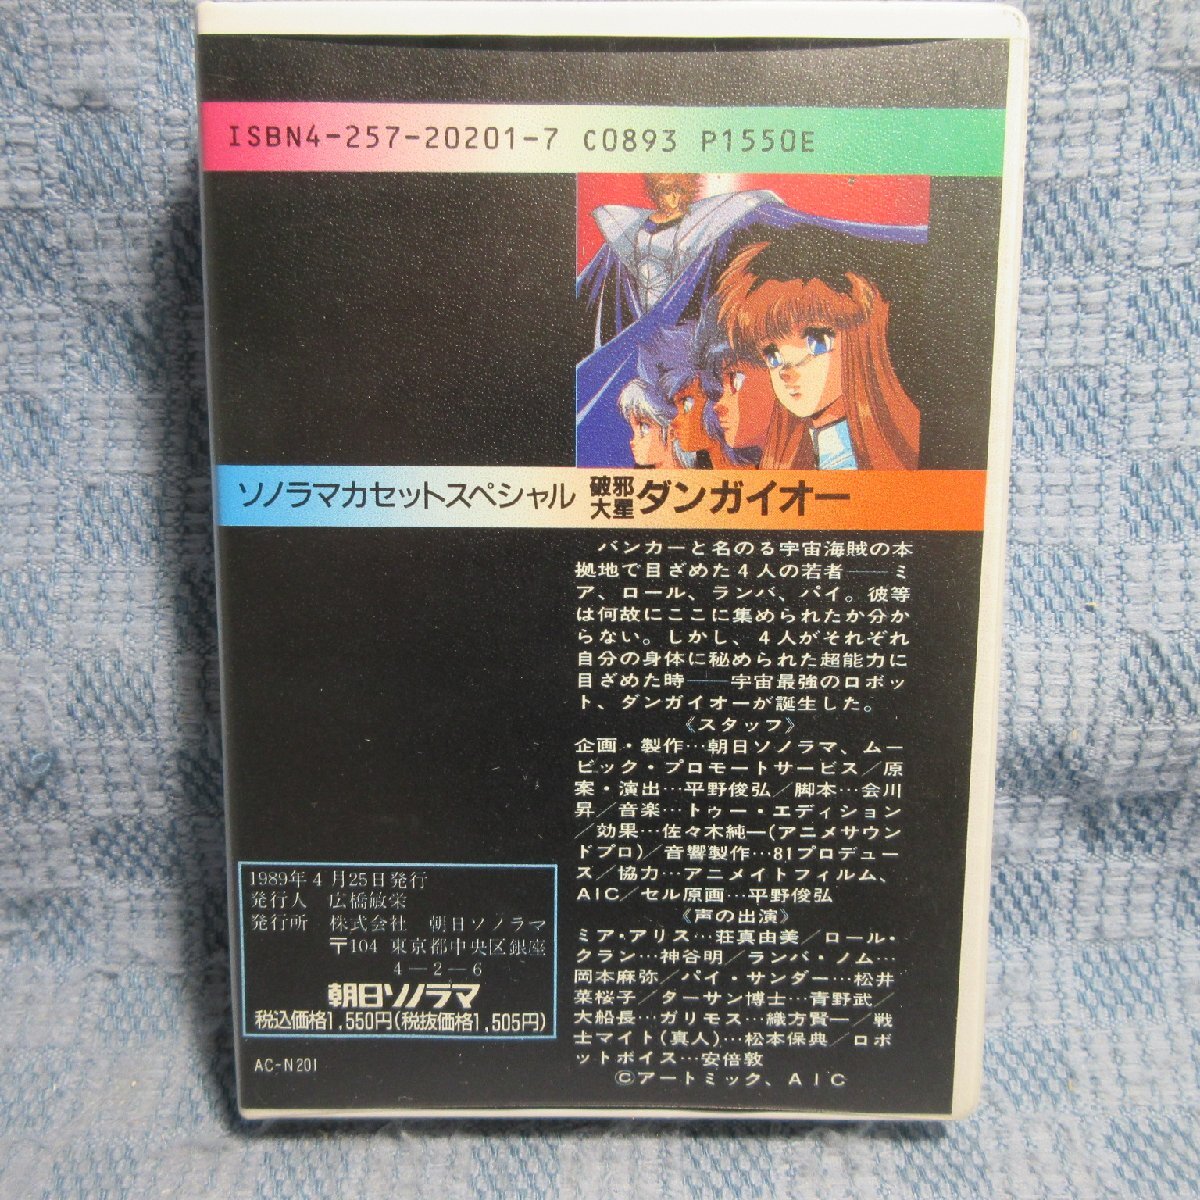 ISBN4-257-20201-7 C0893 P1550E
ソノラマカセットスペシャル 破邪大星ダンガイオー
バンカーと名のる宇宙海賊の本
拠地で目ざめた4人の若者――ミ
ア、ロール、ランバ、パイ。彼等
は何故にここに集められたか分か
らない。しかし、4人がそれぞれ
自分の身体に秘められた超能力に
目ざめた時――宇宙最強のロボッ
ト、ダンガイオーが誕生した。
《スタッフ》
企画・製作…朝日ソノラマ、ムー
ビック・プロモートサービス/原
案・演出…平野俊弘/脚本…会川
昇/音楽…トゥー・エディション
/効果…佐々木純一(アニメサウン
ドプロ)/音響製作…81プロデュー
ス/協力…アニメイトフィルム、
AIC/セル原画…平野俊弘
《声の出演》
ミア・アリス…荘真由美/ロール・
クラン…神谷明/ランバ・ノム…
岡本麻弥/パイ・サンダー…松井
菜桜子/ターサン博士…青野武/
大船長…ガリモス…織方賢一/戦
士マイト(真人)…松本保典/ロボ
ットボイス…安倍敦
©アートミック、AIC
1989年4月25日発行
発行人 広橋敏栄
発行所 株式会社 朝日ソノラマ
〒104 東京都中央区銀座
4-2-6
朝日ソノラマ
税込価格1,550円(税抜価格1,505円)
AC-N201